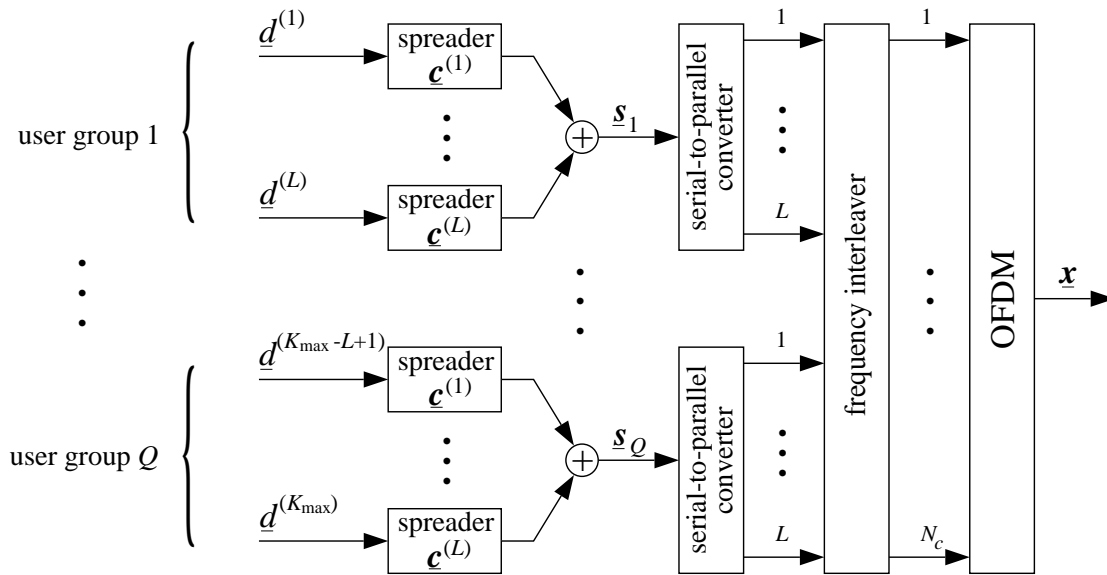 d^(1)
spreader
c^(1)
user group 1
s_1
d^(L)
spreader
c^(L)
serial-to-parallel
converter
1
L
d^(K_max -L+1)
spreader
c^(1)
user group Q
s_Q
d^(K_max)
spreader
c^(L)
serial-to-parallel
converter
1
L
frequency interleaver
1
N_c
OFDM
x